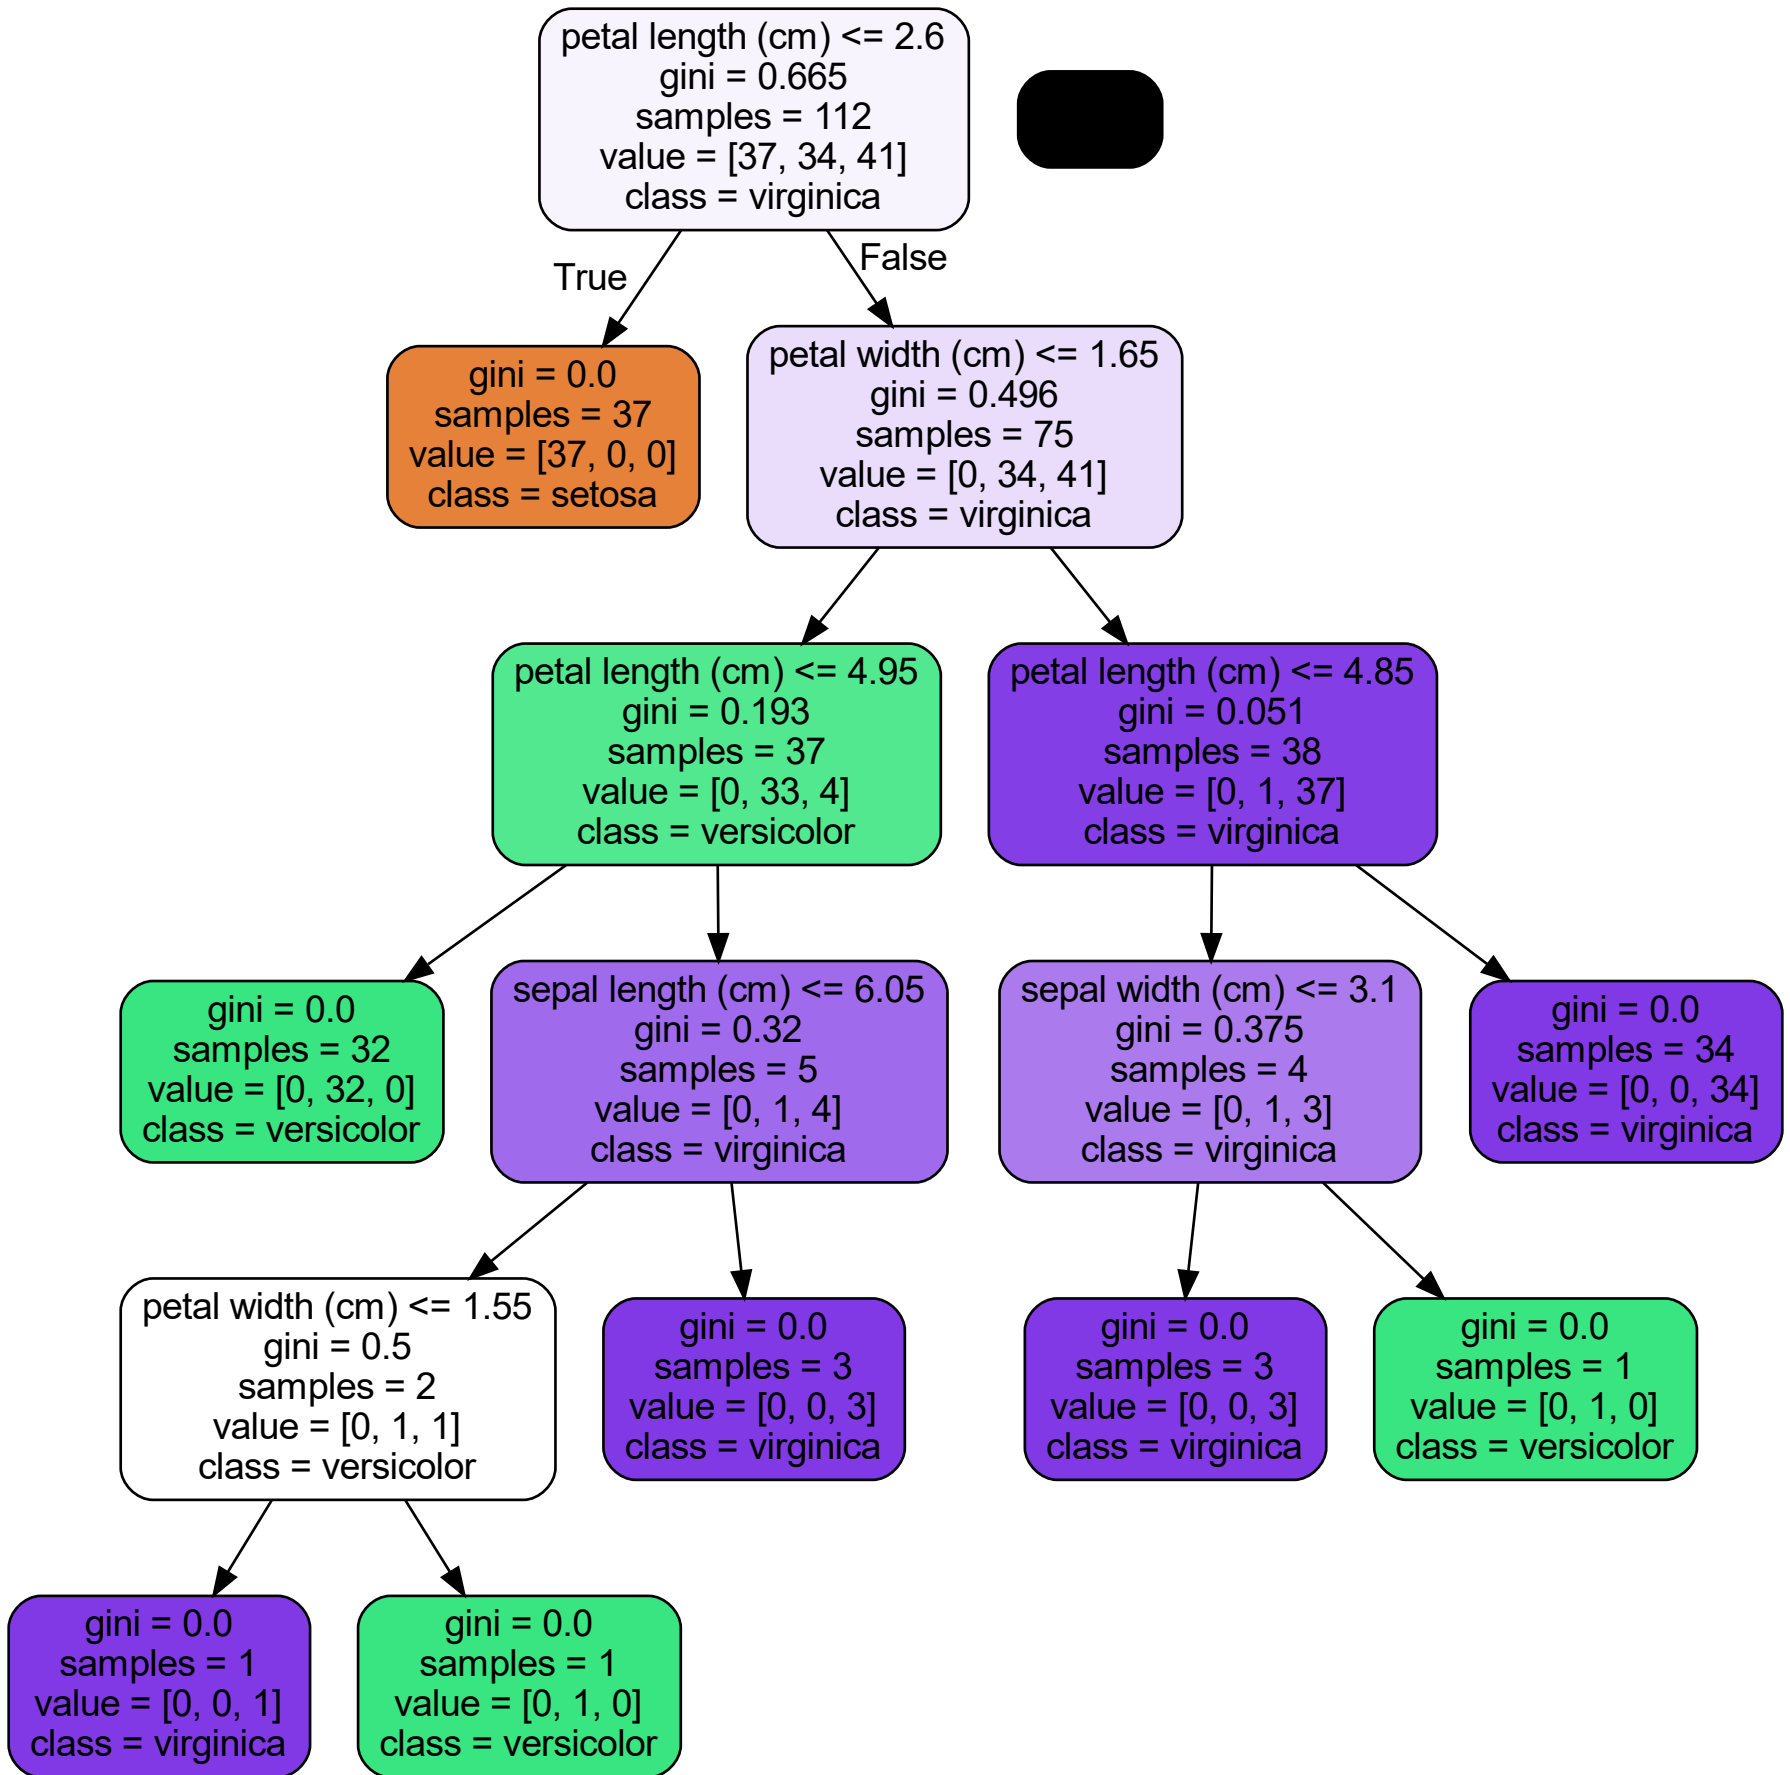 petal length (cm) <= 2.6
gini = 0.665
samples = 112
value = [37, 34, 41]
class = virginica
True
False
gini = 0.0
samples = 37
value = [37, 0, 0]
class = setosa
petal width (cm) <= 1.65
gini = 0.496
samples = 75
value = [0, 34, 41]
class = virginica
petal length (cm) <= 4.95
gini = 0.193
samples = 37
value = [0, 33, 4]
class = versicolor
petal length (cm) <= 4.85
gini = 0.051
samples = 38
value = [0, 1, 37]
class = virginica
gini = 0.0
samples = 32
value = [0, 32, 0]
class = versicolor
sepal length (cm) <= 6.05
gini = 0.32
samples = 5
value = [0, 1, 4]
class = virginica
sepal width (cm) <= 3.1
gini = 0.375
samples = 4
value = [0, 1, 3]
class = virginica
gini = 0.0
samples = 34
value = [0, 0, 34]
class = virginica
petal width (cm) <= 1.55
gini = 0.5
samples = 2
value = [0, 1, 1]
class = versicolor
gini = 0.0
samples = 3
value = [0, 0, 3]
class = virginica
gini = 0.0
samples = 3
value = [0, 0, 3]
class = virginica
gini = 0.0
samples = 1
value = [0, 1, 0]
class = versicolor
gini = 0.0
samples = 1
value = [0, 0, 1]
class = virginica
gini = 0.0
samples = 1
value = [0, 1, 0]
class = versicolor